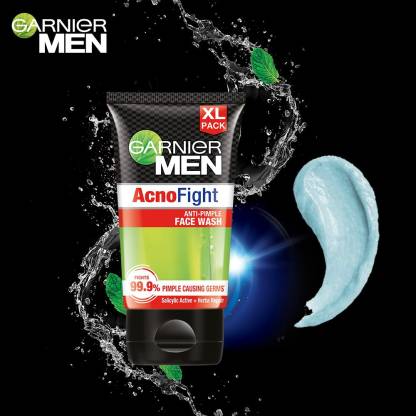 GARNIER
MEN
XL
PACK
GARNIER
MEN
AcnoFight
ANTI-PIMPLE
FACE WASH
FIGHTS
99.9% PIMPLE CAUSING GERMS*
Salicylic Active + Herba Repair